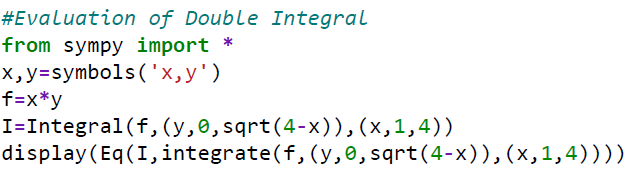 #Evaluation of Double Integral
from sympy import *
x,y=symbols('x,y')
f=x*y
I=Integral(f,(y,0,sqrt(4-x)),(x,1,4))
display(Eq(I,integrate(f,(y,0,sqrt(4-x)),(x,1,4))))